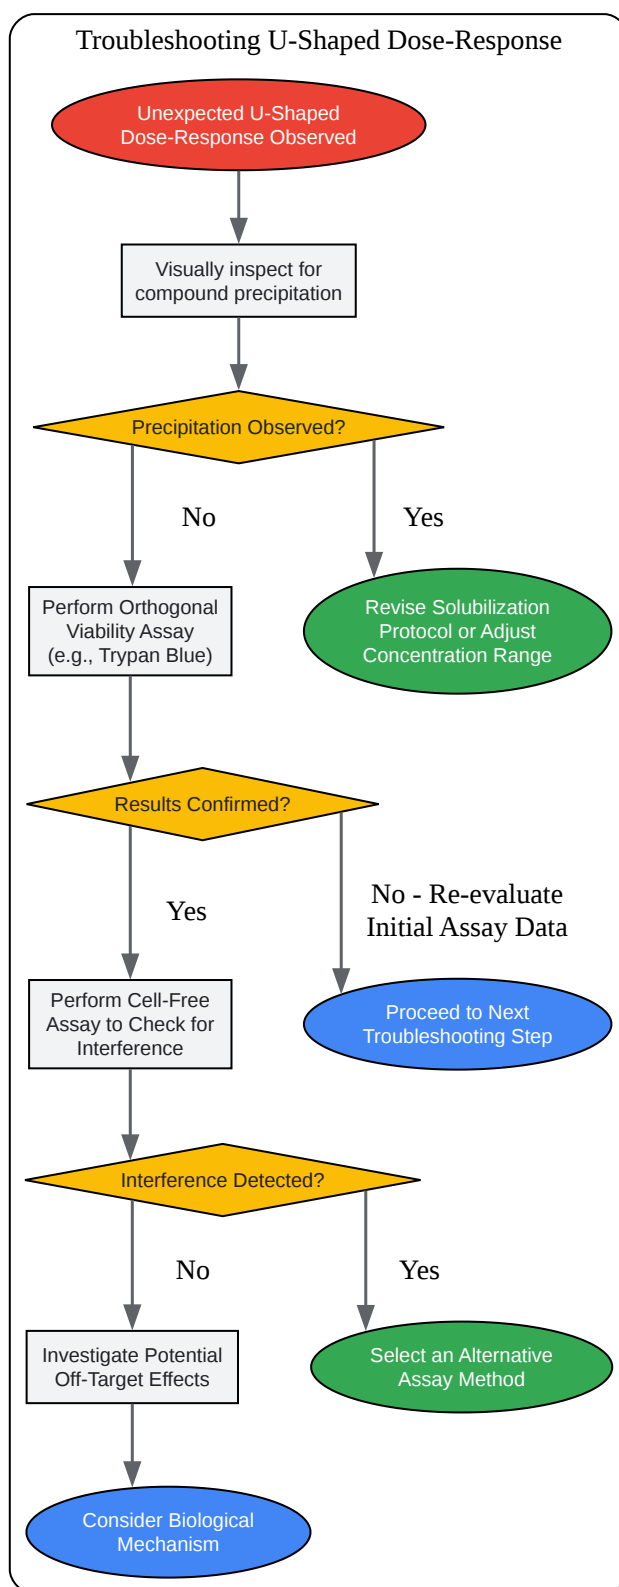 Troubleshooting U-Shaped Dose-Response
Unexpected U-Shaped
Dose-Response Observed
Visually inspect for
compound precipitation
Precipitation Observed?
No
Yes
Perform Orthogonal
Viability Assay
(e.g., Trypan Blue)
Revise Solubilization
Protocol or Adjust
Concentration Range
Results Confirmed?
Yes
No - Re-evaluate
Initial Assay Data
Perform Cell-Free
Assay to Check for
Interference
Proceed to Next
Troubleshooting Step
Interference Detected?
No
Yes
Investigate Potential
Off-Target Effects
Select an Alternative
Assay Method
Consider Biological
Mechanism